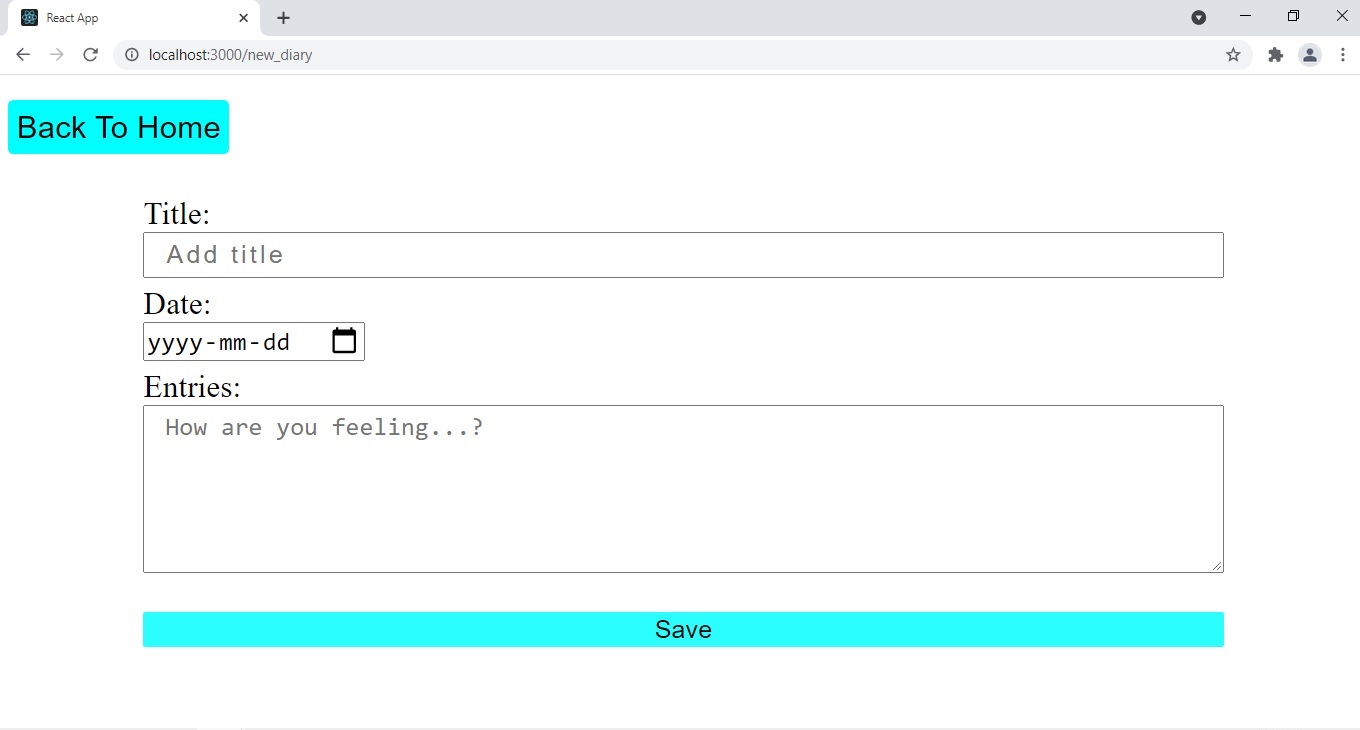 React App
localhost:3000/new_diary
Back To Home
Title:
Add title
Date:
yyyy-mm-dd
Entries:
How are you feeling...?
Save